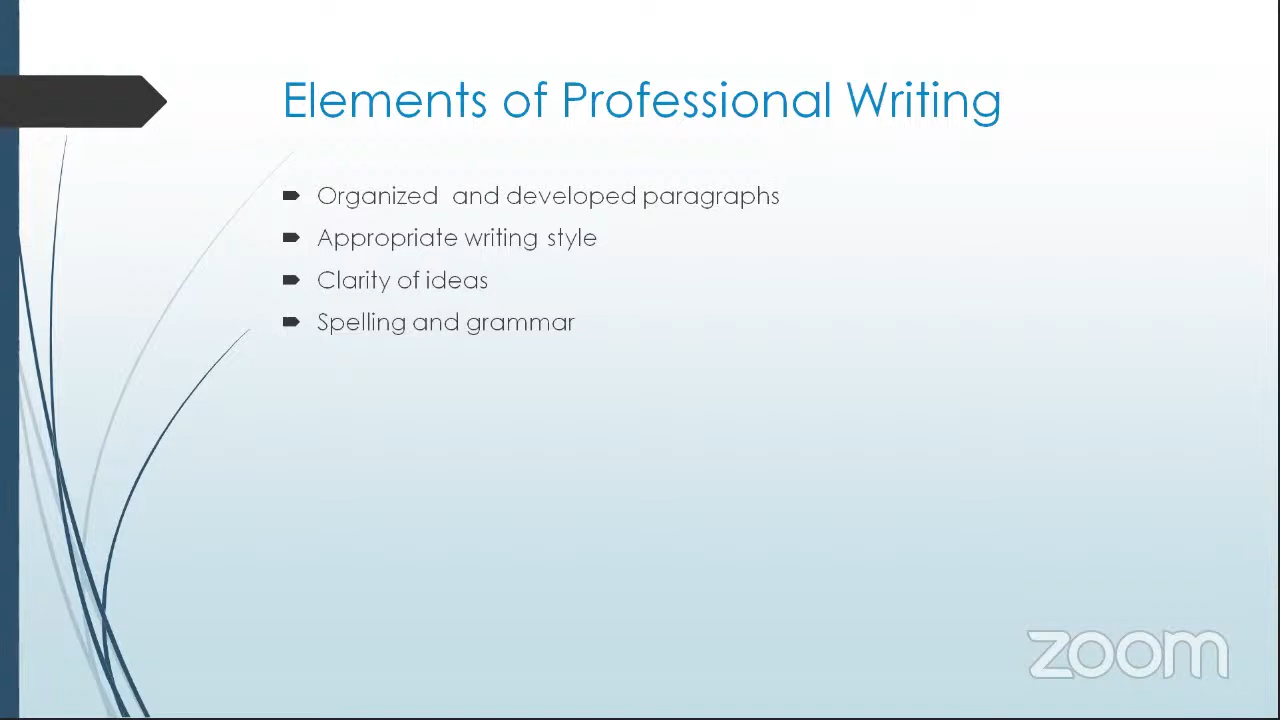 Elements of Professional Writing
Organized  and developed paragraphs
Appropriate writing style
Clarity of ideas
Spelling and grammar
zoom